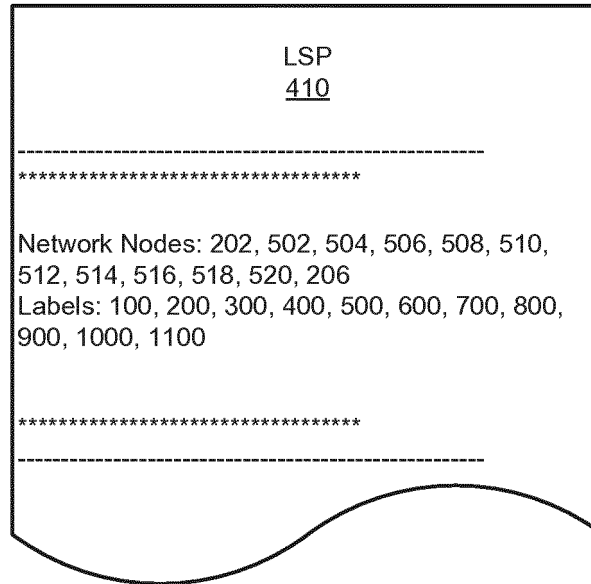 LSP
410
-------------------------------------------------
**********************************
Network Nodes: 202, 502, 504, 506, 508, 510,
512, 514, 516, 518, 520, 206
Labels: 100, 200, 300, 400, 500, 600, 700, 800,
900, 1000, 1100
**********************************
-------------------------------------------------